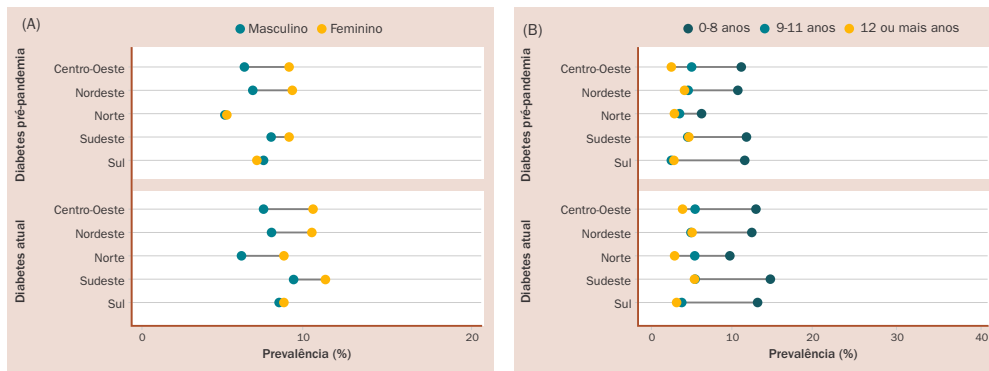 (A)
Masculino Feminino
Diabetes pré-pandemia
Centro-Oeste
Nordeste
Norte
Sudeste
Sul
Diabetes atual
Centro-Oeste
Nordeste
Norte
Sudeste
Sul
0 10 20
Prevalência (%)
(B)
0-8 anos 9-11 anos 12 ou mais anos
Diabetes pré-pandemia
Centro-Oeste
Nordeste
Norte
Sudeste
Sul
Diabetes atual
Centro-Oeste
Nordeste
Norte
Sudeste
Sul
0 10 20 30 40
Prevalência (%)